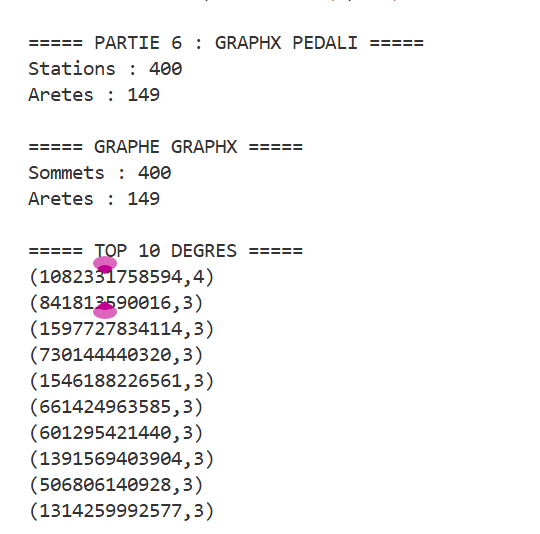 ===== PARTIE 6 : GRAPHX PEDALI =====
Stations : 400
Aretes : 149
===== GRAPHE GRAPHX =====
Sommets : 400
Aretes : 149
===== TOP 10 DEGRES =====
(1082331758594,4)
(841813590016,3)
(1597727834114,3)
(730144440320,3)
(1546188226561,3)
(661424963585,3)
(601295421440,3)
(1391569403904,3)
(506806140928,3)
(1314259992577,3)